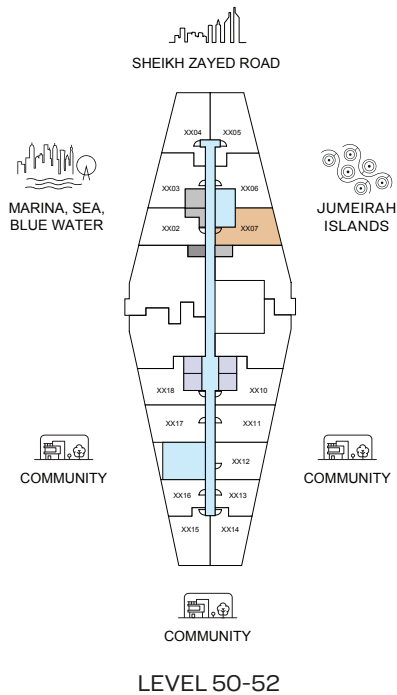 SHEIKH ZAYED ROAD
XX04 XX05
MARINA, SEA,
BLUE WATER
XX03 XX06
JUMEIRAH
ISLANDS
XX02 XX07
XX18 XX10
XX17 XX11
COMMUNITY
XX12
COMMUNITY
XX16 XX13
XX15 XX14
COMMUNITY
LEVEL 50-52